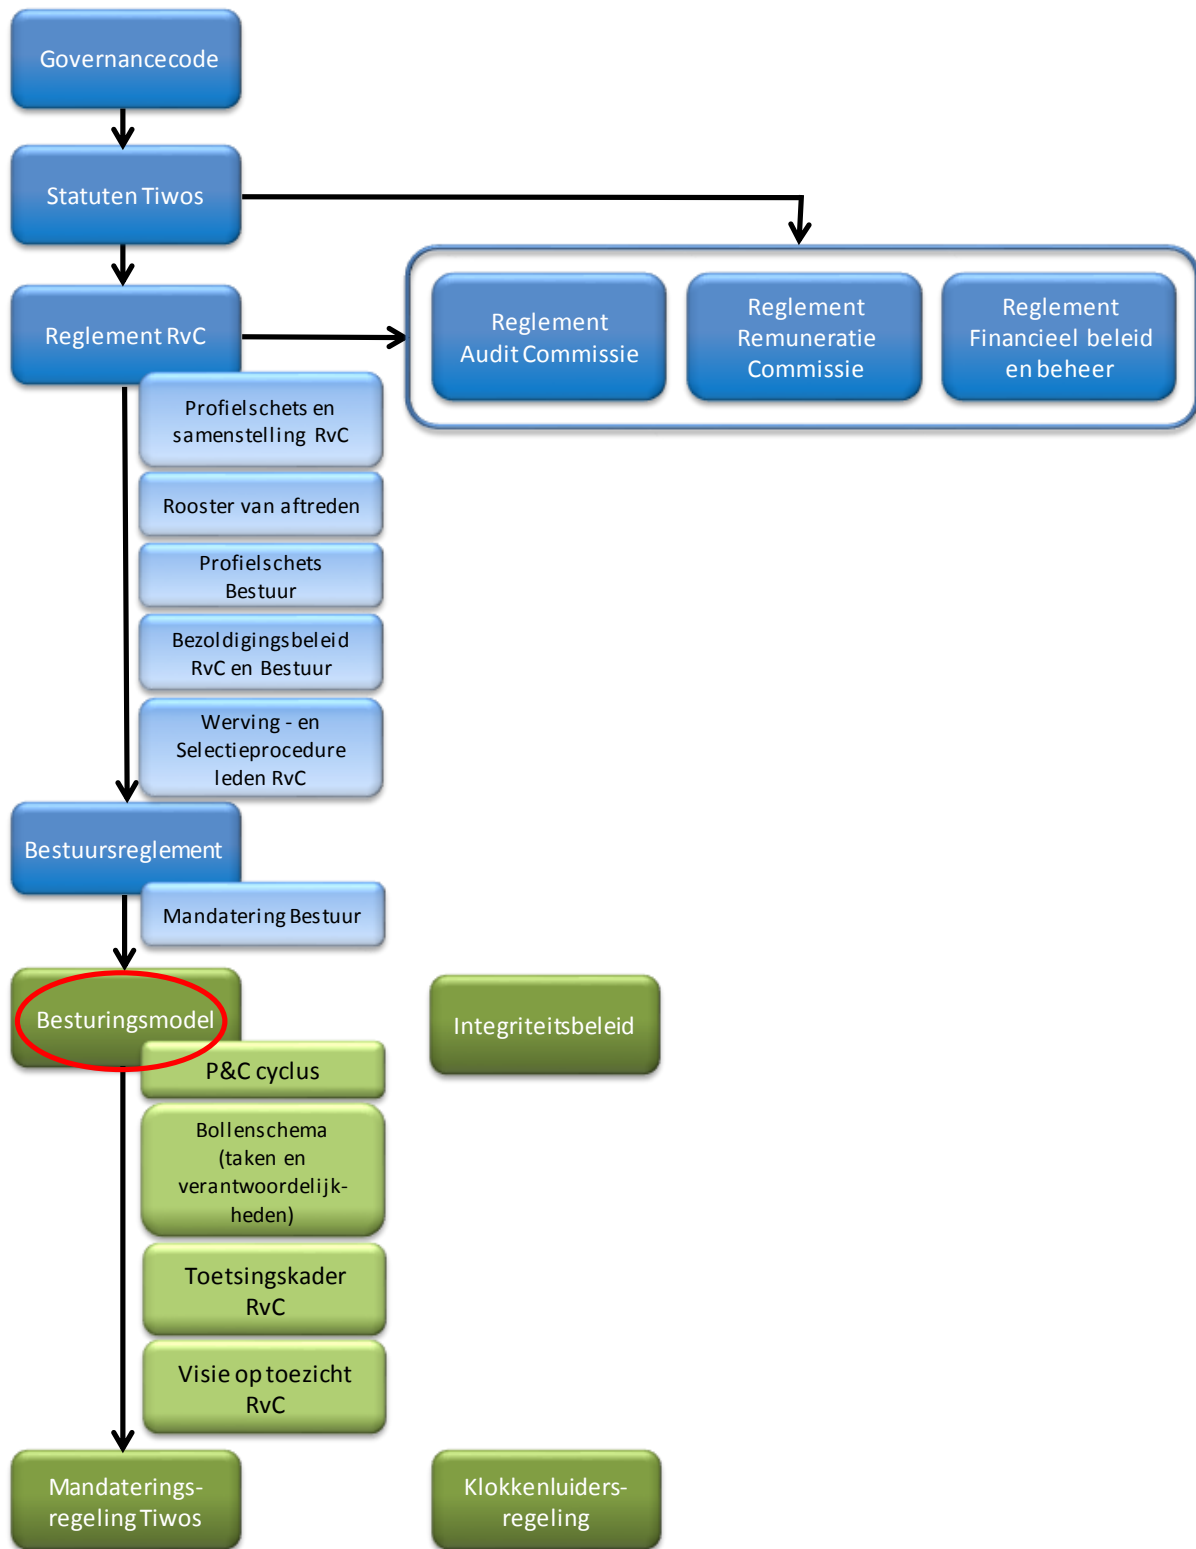 Governancecode
Statuten Tiwos
Reglement RvC
Reglement
Audit Commissie
Reglement
Remuneratie
Commissie
Reglement
Financieel beleid
en beheer
Profielschets en
samenstelling RvC
Rooster van aftreden
Profielschets
Bestuur
Bezoldigingsbeleid
RvC en Bestuur
Werving - en
Selectieprocedure
leden RvC
Bestuursreglement
Mandatering Bestuur
Besturingsmodel
Integriteitsbeleid
P&C cyclus
Bollenschema
(taken en
verantwoordelijk-
heden)
Toetsingskader
RvC
Visie op toezicht
RvC
Mandaterings-
regeling Tiwos
Klokkenluiders-
regeling